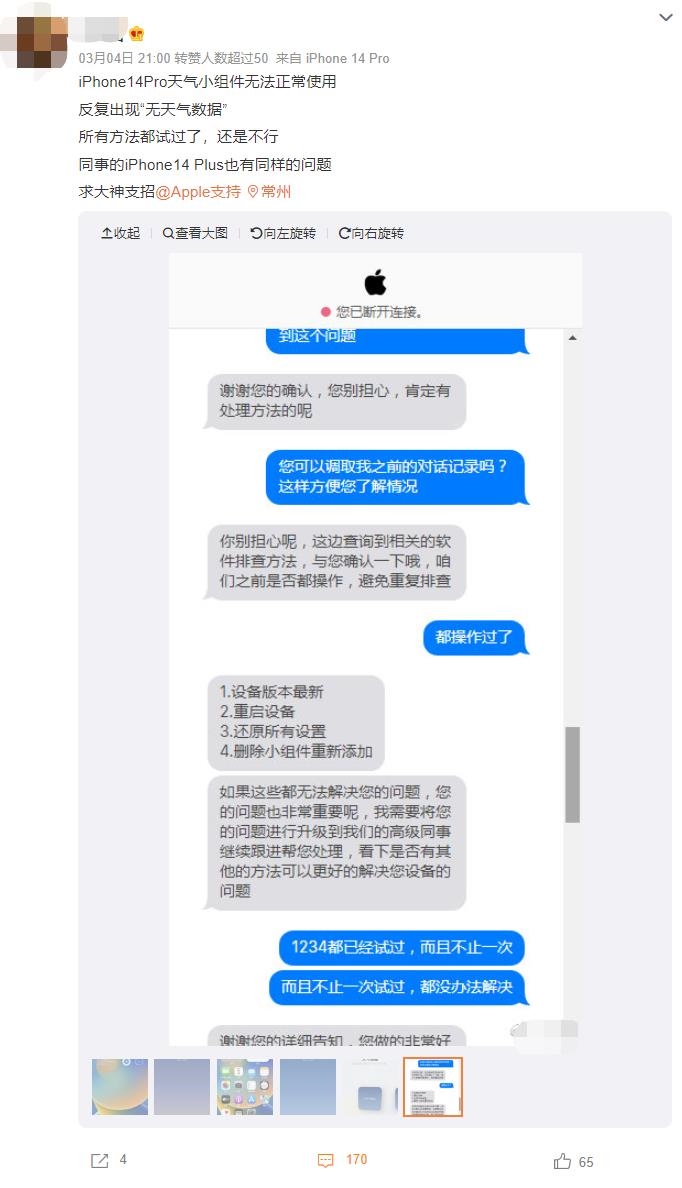 03月04日 21:00 转赞人数超过50 来自 iPhone 14 Pro
iPhone14Pro天气小组件无法正常使用
反复出现“无天气数据”
所有方法都试过了，还是不行
同事的iPhone14 Plus也有同样的问题
求大神支招@Apple支持 常州
收起 查看大图 向左旋转 向右旋转
您已断开连接。
到这个问题
谢谢您的确认，您别担心，肯定有
处理方法的呢
您可以调取我之前的对话记录吗？
这样方便您了解情况
你别担心呢，这边查询到相关的软
件排查方法，与您确认一下哦，咱
们之前是否都操作，避免重复排查
都操作过了
1.设备版本最新
2.重启设备
3.还原所有设置
4.删除小组件重新添加
如果这些都无法解决您的问题，您
的问题也非常重要呢，我需要将您
的问题进行升级到我们的高级同事
继续跟进帮您处理，看下是否有其
他的方法可以更好的解决您设备的
问题
1234都已经试过，而且不止一次
而且不止一次试过，都没办法解决
谢谢您的详细告知，您做的非常好
4 170 65